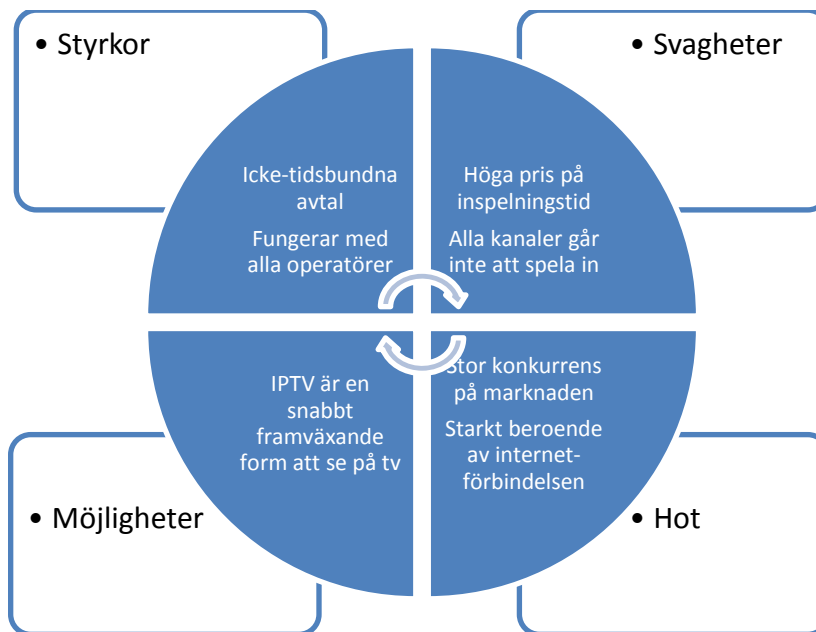 • Styrkor
Icke-tidsbundna
avtal
Fungerar med
alla operatörer
• Svagheter
Höga pris på
inspelningstid
Alla kanaler går
inte att spela in
• Möjligheter
IPTV är en
snabbt
framväxande
form att se på tv
• Hot
Stor konkurrens
på marknaden
Starkt beroende
av internet-
förbindelsen